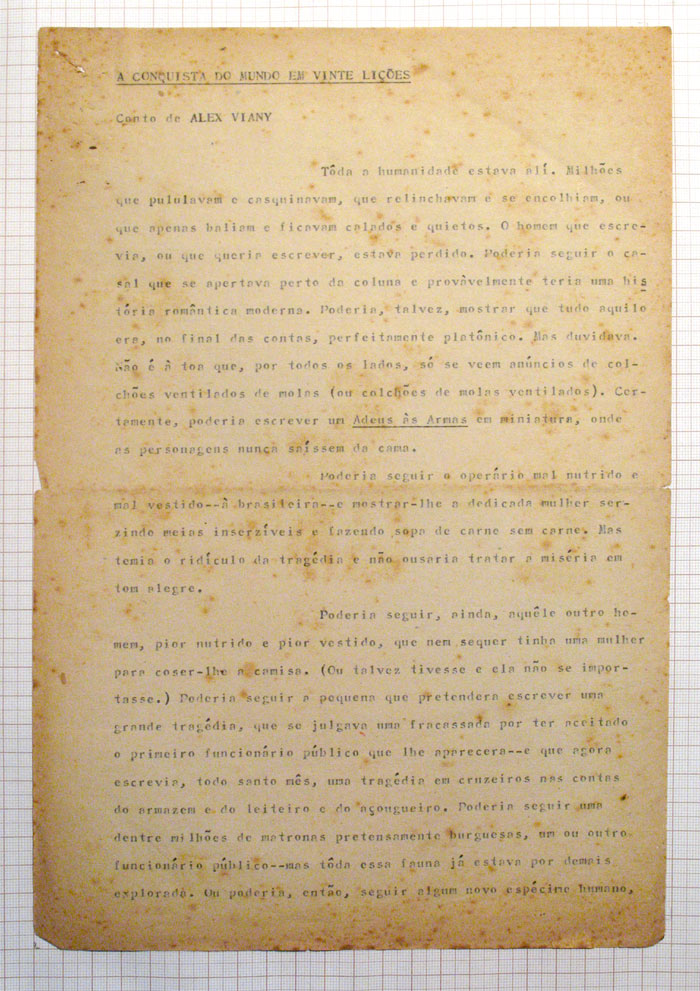 A CONQUISTA DO MUNDO EM VINTE LIÇÕES
Conto de ALEX VIANY
Tôda a humanidade estava alí. Milhões
que pululavam e casquinavam, que relinchavam e se encolhiam, ou
que apenas baliam e ficavam calados e quietos. O homem que escre-
via, ou que queria escrever, estava perdido. Poderia seguir o ca-
sal que se apertava perto da coluna e provàvelmente teria uma his
tória romântica moderna. Poderia, talvez, mostrar que tudo aquilo
era, no final das contas, perfeitamente platônico. Mas duvidava.
Não é à toa que, por todos os lados, só se veem anúncios de col-
chões ventilados de molas (ou colchões de molas ventilados). Cer-
tamente, poderia escrever um Adeus às Armas em miniatura, onde
as personagens nunca saíssem da cama.
Poderia seguir o operário mal nutrido e
mal vestido--à brasileira--e mostrar-lhe a dedicada mulher ser-
zindo meias inserzíveis e fazendo sopa de carne sem carne. Mas
temia o ridículo da tragédia e não ousaria tratar a miséria em
tom alegre.
Poderia seguir, ainda, aquêle outro ho-
mem, pior nutrido e pior vestido, que nem sequer tinha uma mulher
para coser-lhe a camisa. (Ou talvez tivesse e ela não se impor-
tasse.) Poderia seguir a pequena que pretendera escrever uma
grande tragédia, que se julgava uma fracassada por ter aceitado
o primeiro funcionário público que lhe aparecera--e que agora
escrevia, todo santo mês, uma tragédia em cruzeiros nas contas
do armazem e do leiteiro e do açougueiro. Poderia seguir uma
dentre milhões de matronas pretensamente burguesas, um ou outro
funcionário público--mas tôda essa fauna já estava por demais
explorada. Ou poderia, então, seguir algum novo espécime humano,